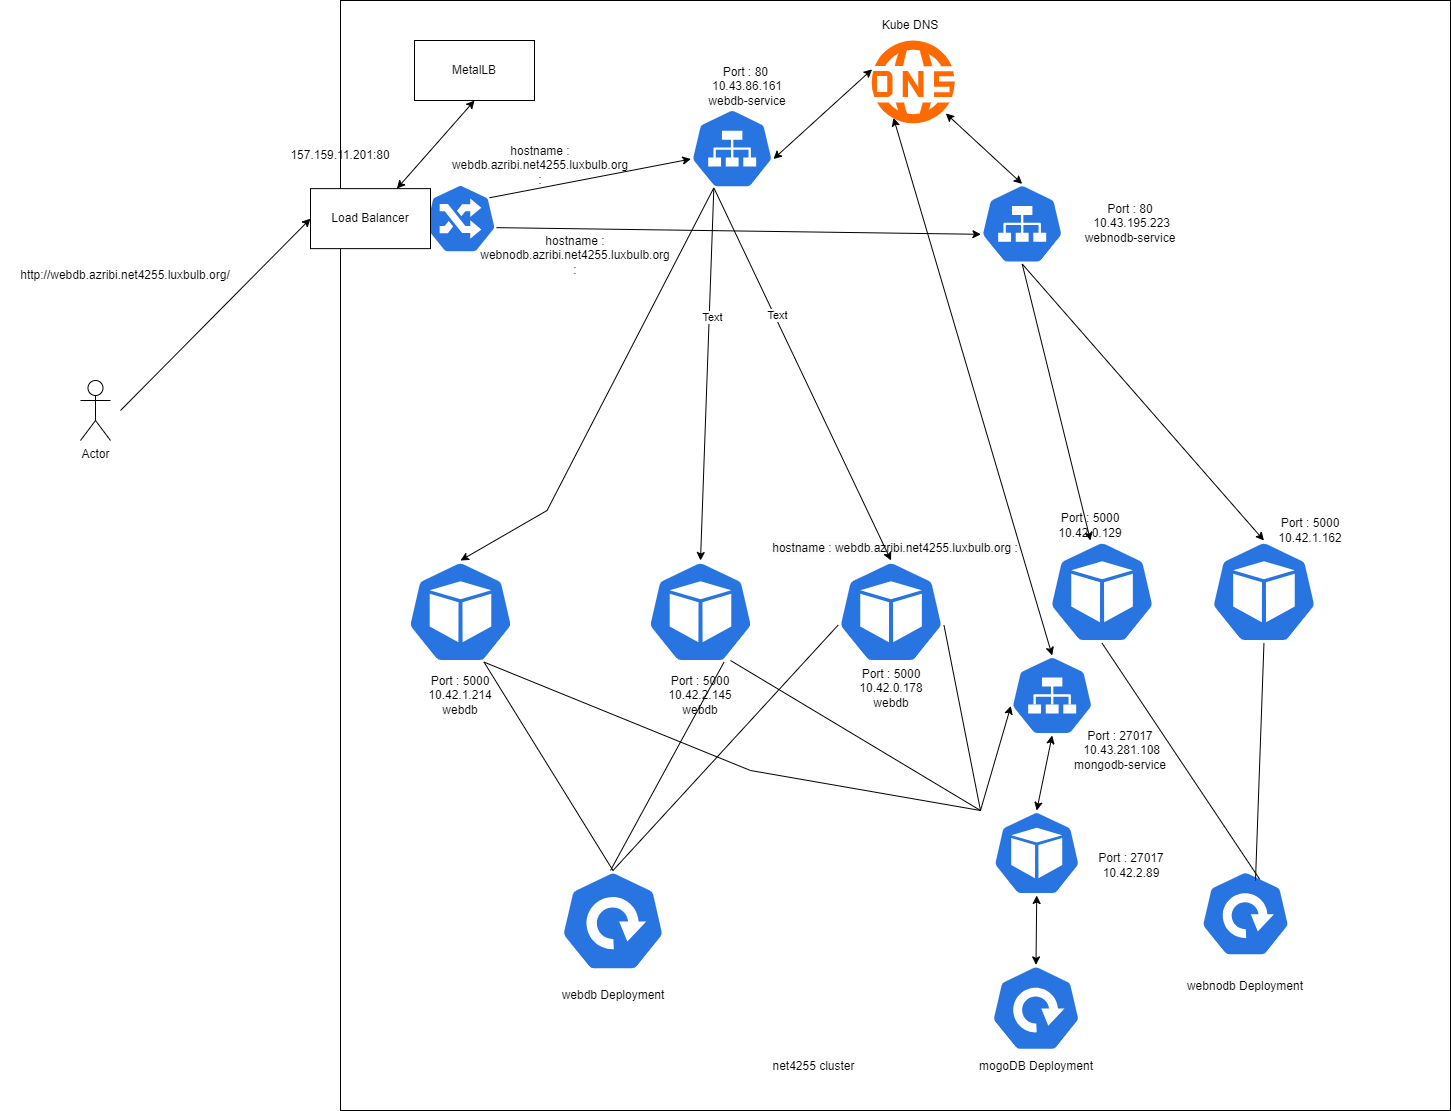 Kube DNS
MetalLB
Port : 80
10.43.86.161
webdb-service
157.159.11.201:80
hostname :
webdb.azribi.net4255.luxbulb.org
:
Load Balancer
Port : 80
10.43.195.223
webnodb-service
hostname :
webnodb.azribi.net4255.luxbulb.org
:
http://webdb.azribi.net4255.luxbulb.org/
Text
Text
Actor
Port : 5000
10.42.0.129
Port : 5000
10.42.1.162
hostname : webdb.azribi.net4255.luxbulb.org :
Port : 5000
10.42.1.214
webdb
Port : 5000
10.42.2.145
webdb
Port : 5000
10.42.0.178
webdb
Port : 27017
10.43.281.108
mongodb-service
Port : 27017
10.42.2.89
webdb Deployment
webnodb Deployment
net4255 cluster
mogoDB Deployment
DNS